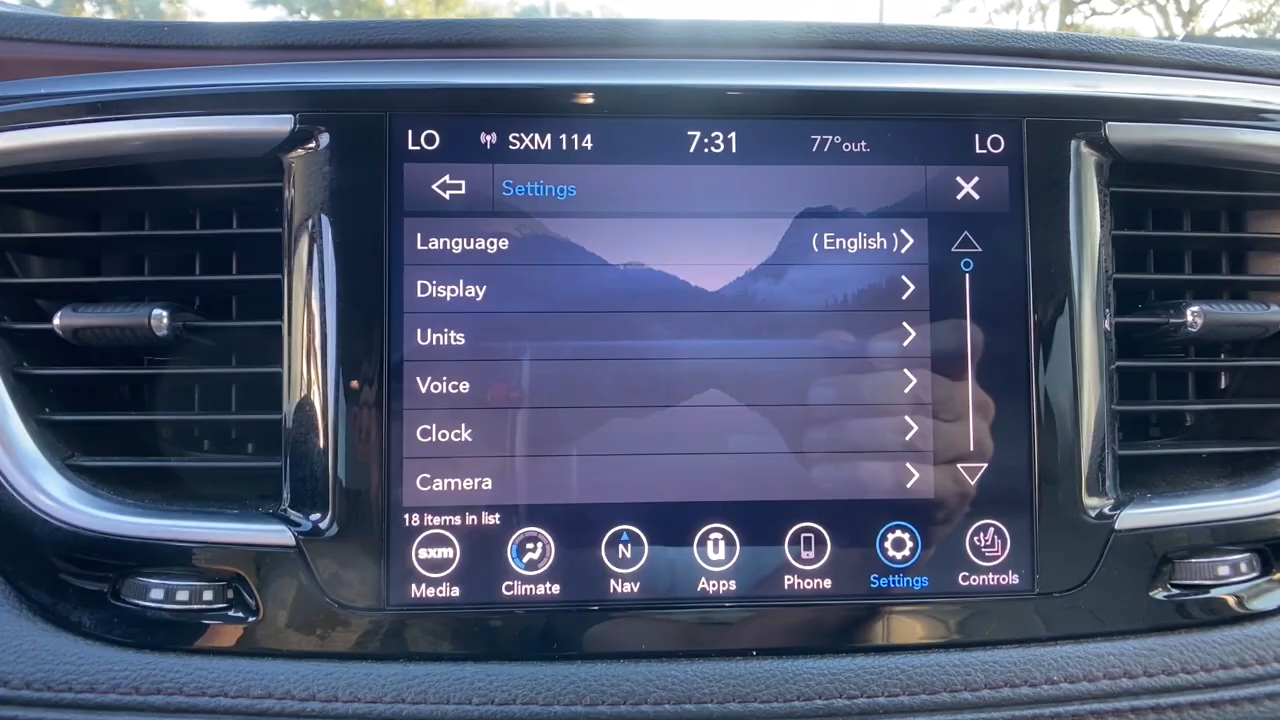 LO SXM 114 7:31 77°out. LO
Settings
Language ( English )
Display
Units
Voice
Clock
Camera
18 items in list
sxm N u
Media Climate Nav Apps Phone Settings Controls